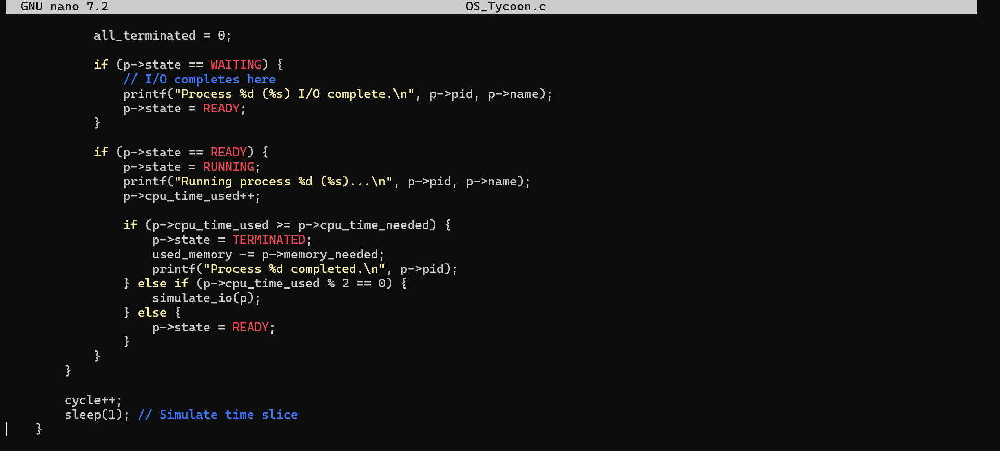 GNU nano 7.2 OS_Tycoon.c
all_terminated = 0;
if (p->state == WAITING) {
// I/O completes here
printf("Process %d (%s) I/O complete.\n", p->pid, p->name);
p->state = READY;
}
if (p->state == READY) {
p->state = RUNNING;
printf("Running process %d (%s)...\n", p->pid, p->name);
p->cpu_time_used++;
if (p->cpu_time_used >= p->cpu_time_needed) {
p->state = TERMINATED;
used_memory -= p->memory_needed;
printf("Process %d completed.\n", p->pid);
} else if (p->cpu_time_used % 2 == 0) {
simulate_io(p);
} else {
p->state = READY;
}
}
}
cycle++;
sleep(1); // Simulate time slice
}